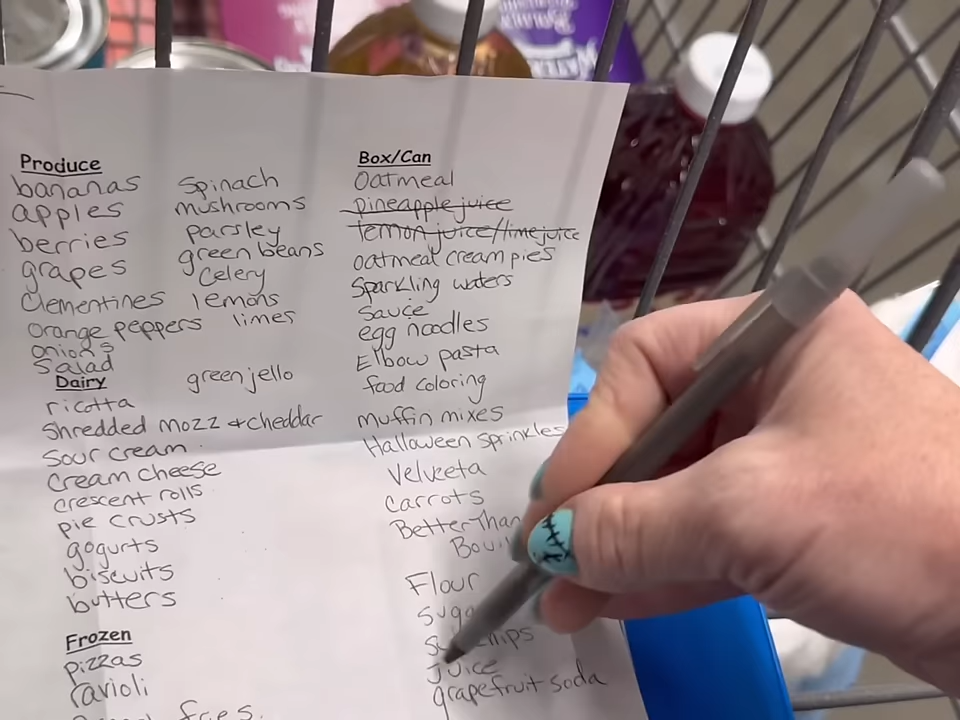 Produce
bananas
apples
berries
grapes
Clementines
orange peppers
onions
Salad
Spinach
mushrooms
parsley
green beans
Celery
lemons
limes
Dairy
green jello
ricotta
Shredded mozz + cheddar
Sour cream
Cream cheese
crescent rolls
pie crusts
gogurts
biscuits
butters
Frozen
pizzas
ravioli
fries
Box/Can
Oatmeal
pineapple juice
lemon juice/lime juice
oatmeal cream pies
Sparkling waters
Sauce
egg noodles
Elbow pasta
food coloring
muffin mixes
Halloween sprinkles
Velveeta
Carrots
Better Than
Flour
juice
grapefruit soda